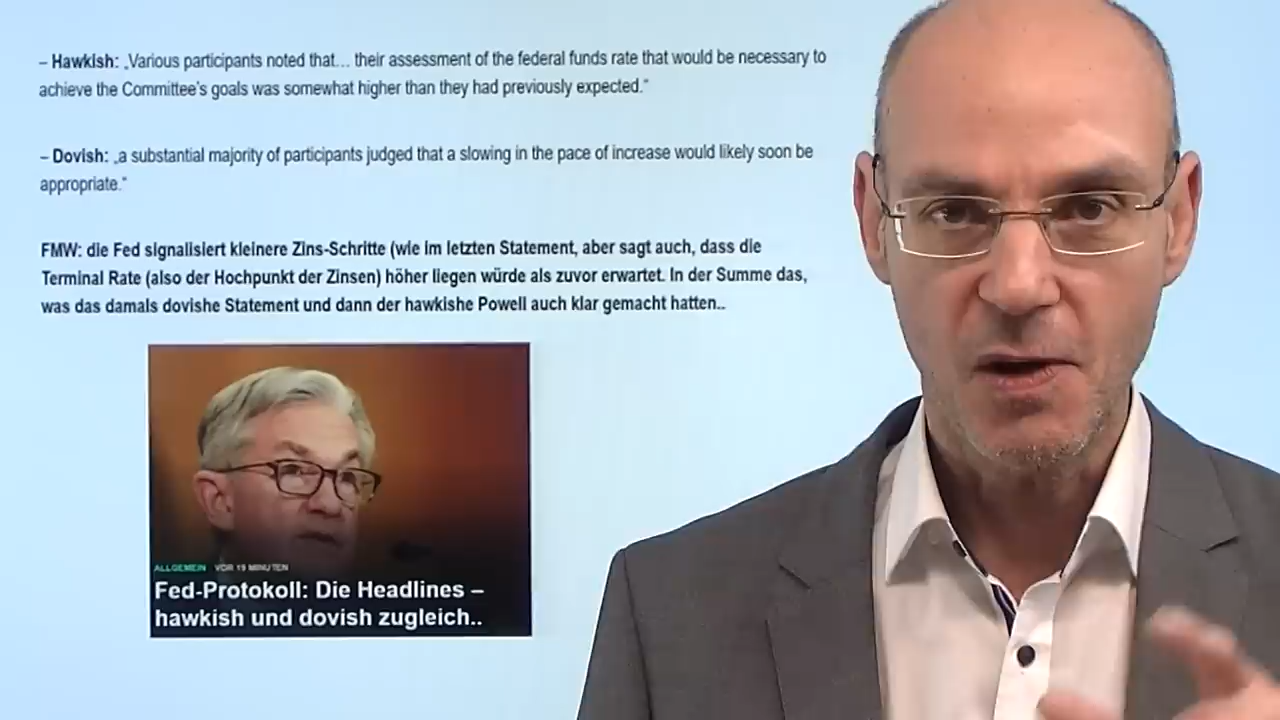 – Hawkish: „Various participants noted that… their assessment of the federal funds rate that would be necessary to
achieve the Committee's goals was somewhat higher than they had previously expected.“
– Dovish: „a substantial majority of participants judged that a slowing in the pace of increase would likely soon be
appropriate.“
FMW: die Fed signalisiert kleinere Zins-Schritte (wie im letzten Statement, aber sagt auch, dass die
Terminal Rate (also der Hochpunkt der Zinsen) höher liegen würde als zuvor erwartet. In der Summe das,
was das damals dovishe Statement und dann der hawkishe Powell auch klar gemacht hatten..
ALLGEMEIN VOR 19 MINUTEN
Fed-Protokoll: Die Headlines –
hawkish und dovish zugleich..